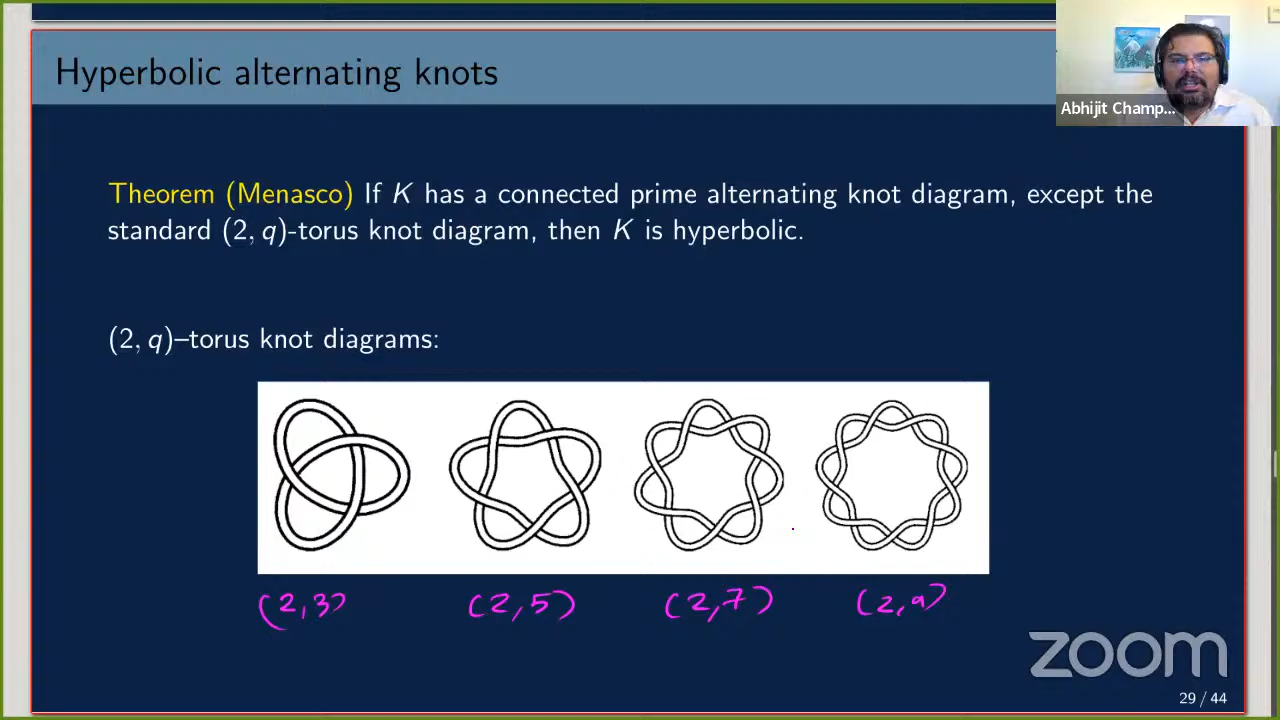 Hyperbolic alternating knots
Abhijit Champ...
Theorem (Menasco) If K has a connected prime alternating knot diagram, except the
standard (2, q)-torus knot diagram, then K is hyperbolic.
(2, q)–torus knot diagrams:
(2,3) (2,5) (2,7) (2,9)
zoom
29 / 44